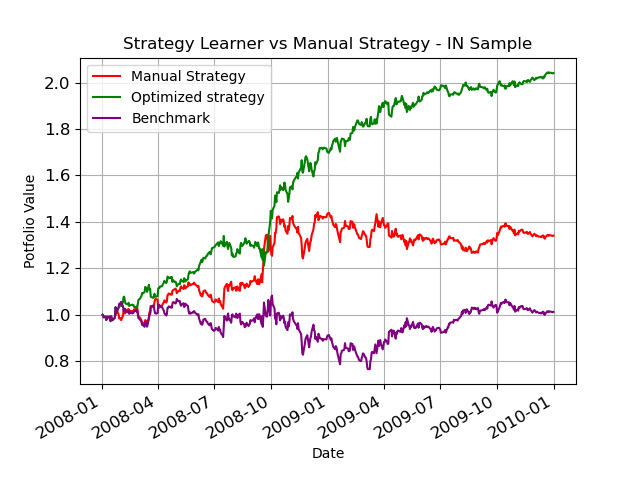 Strategy Learner vs Manual Strategy - IN Sample
Manual Strategy
Optimized strategy
Benchmark
Potfolio Value
2.0
1.8
1.6
1.4
1.2
1.0
0.8
2008-01
2008-04
2008-07
2008-10
2009-01
2009-04
2009-07
2009-10
2010-01
Date